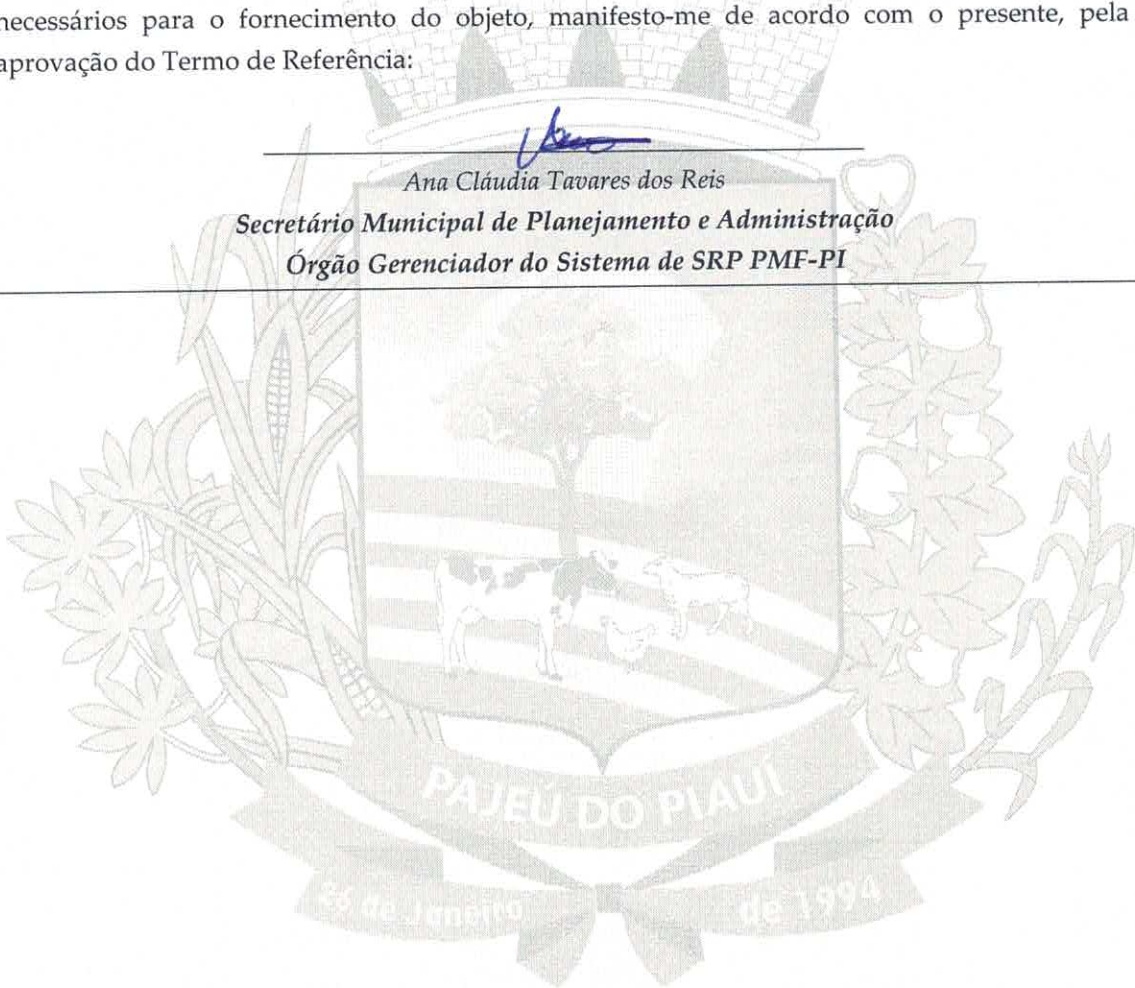 necessários para o fornecimento do objeto, manifesto-me de acordo com o presente, pela
aprovação do Termo de Referência:
Ana Cláudia Tavares dos Reis
Secretário Municipal de Planejamento e Administração
Órgão Gerenciador do Sistema de SRP PMF-PI
PAJEÚ DO PIAUÍ
26 de Janeiro de 1994